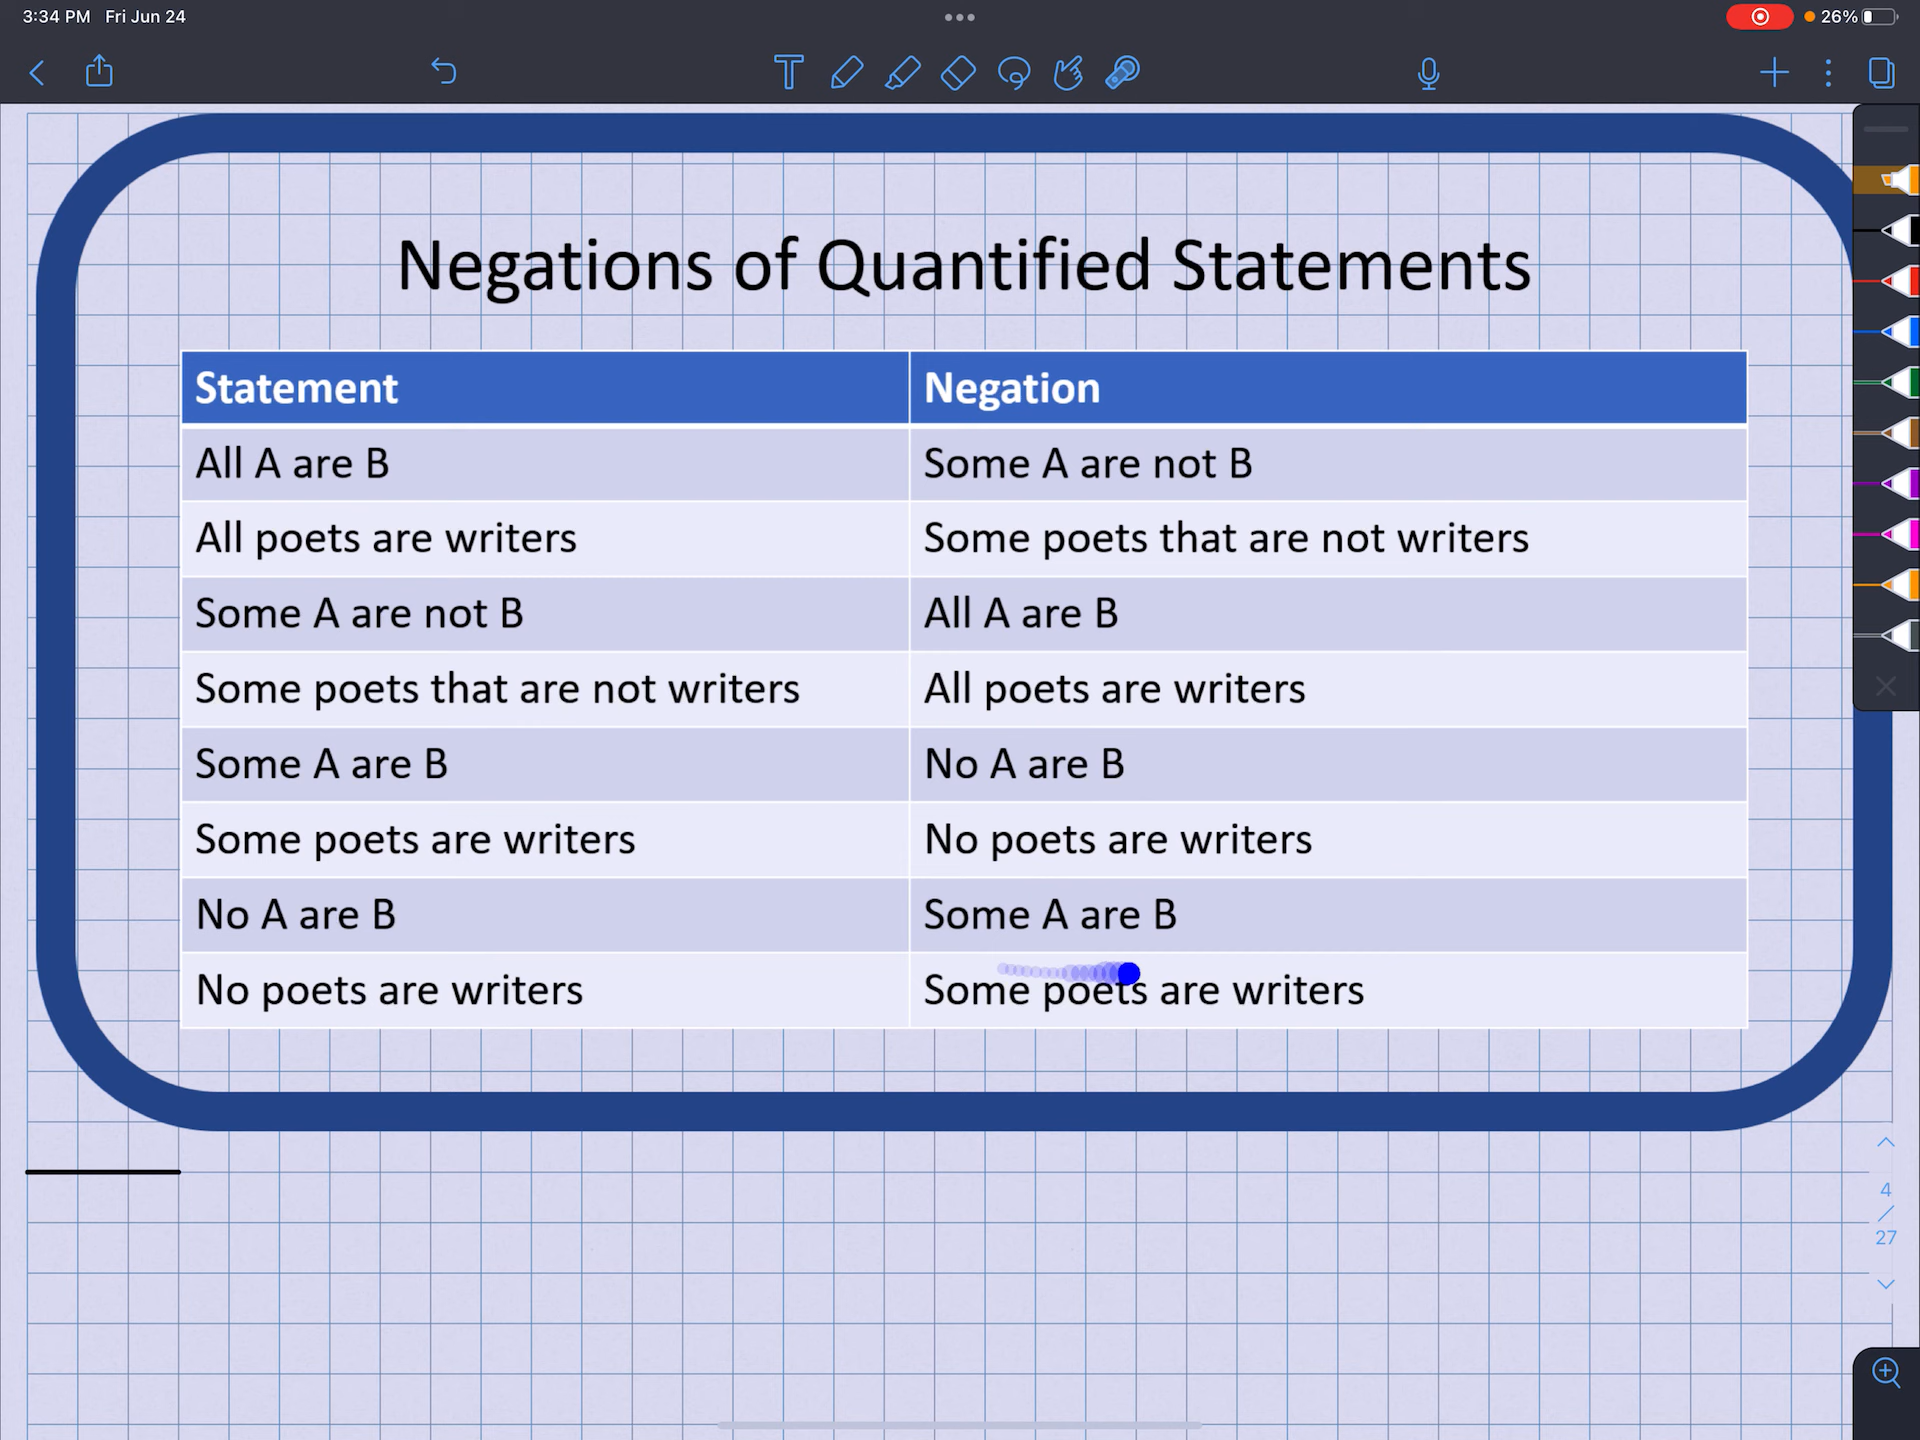 3:34 PM Fri Jun 24
26%
Negations of Quantified Statements
Statement Negation
All A are B Some A are not B
All poets are writers Some poets that are not writers
Some A are not B All A are B
Some poets that are not writers All poets are writers
Some A are B No A are B
Some poets are writers No poets are writers
No A are B Some A are B
No poets are writers Some poets are writers
4
/
27